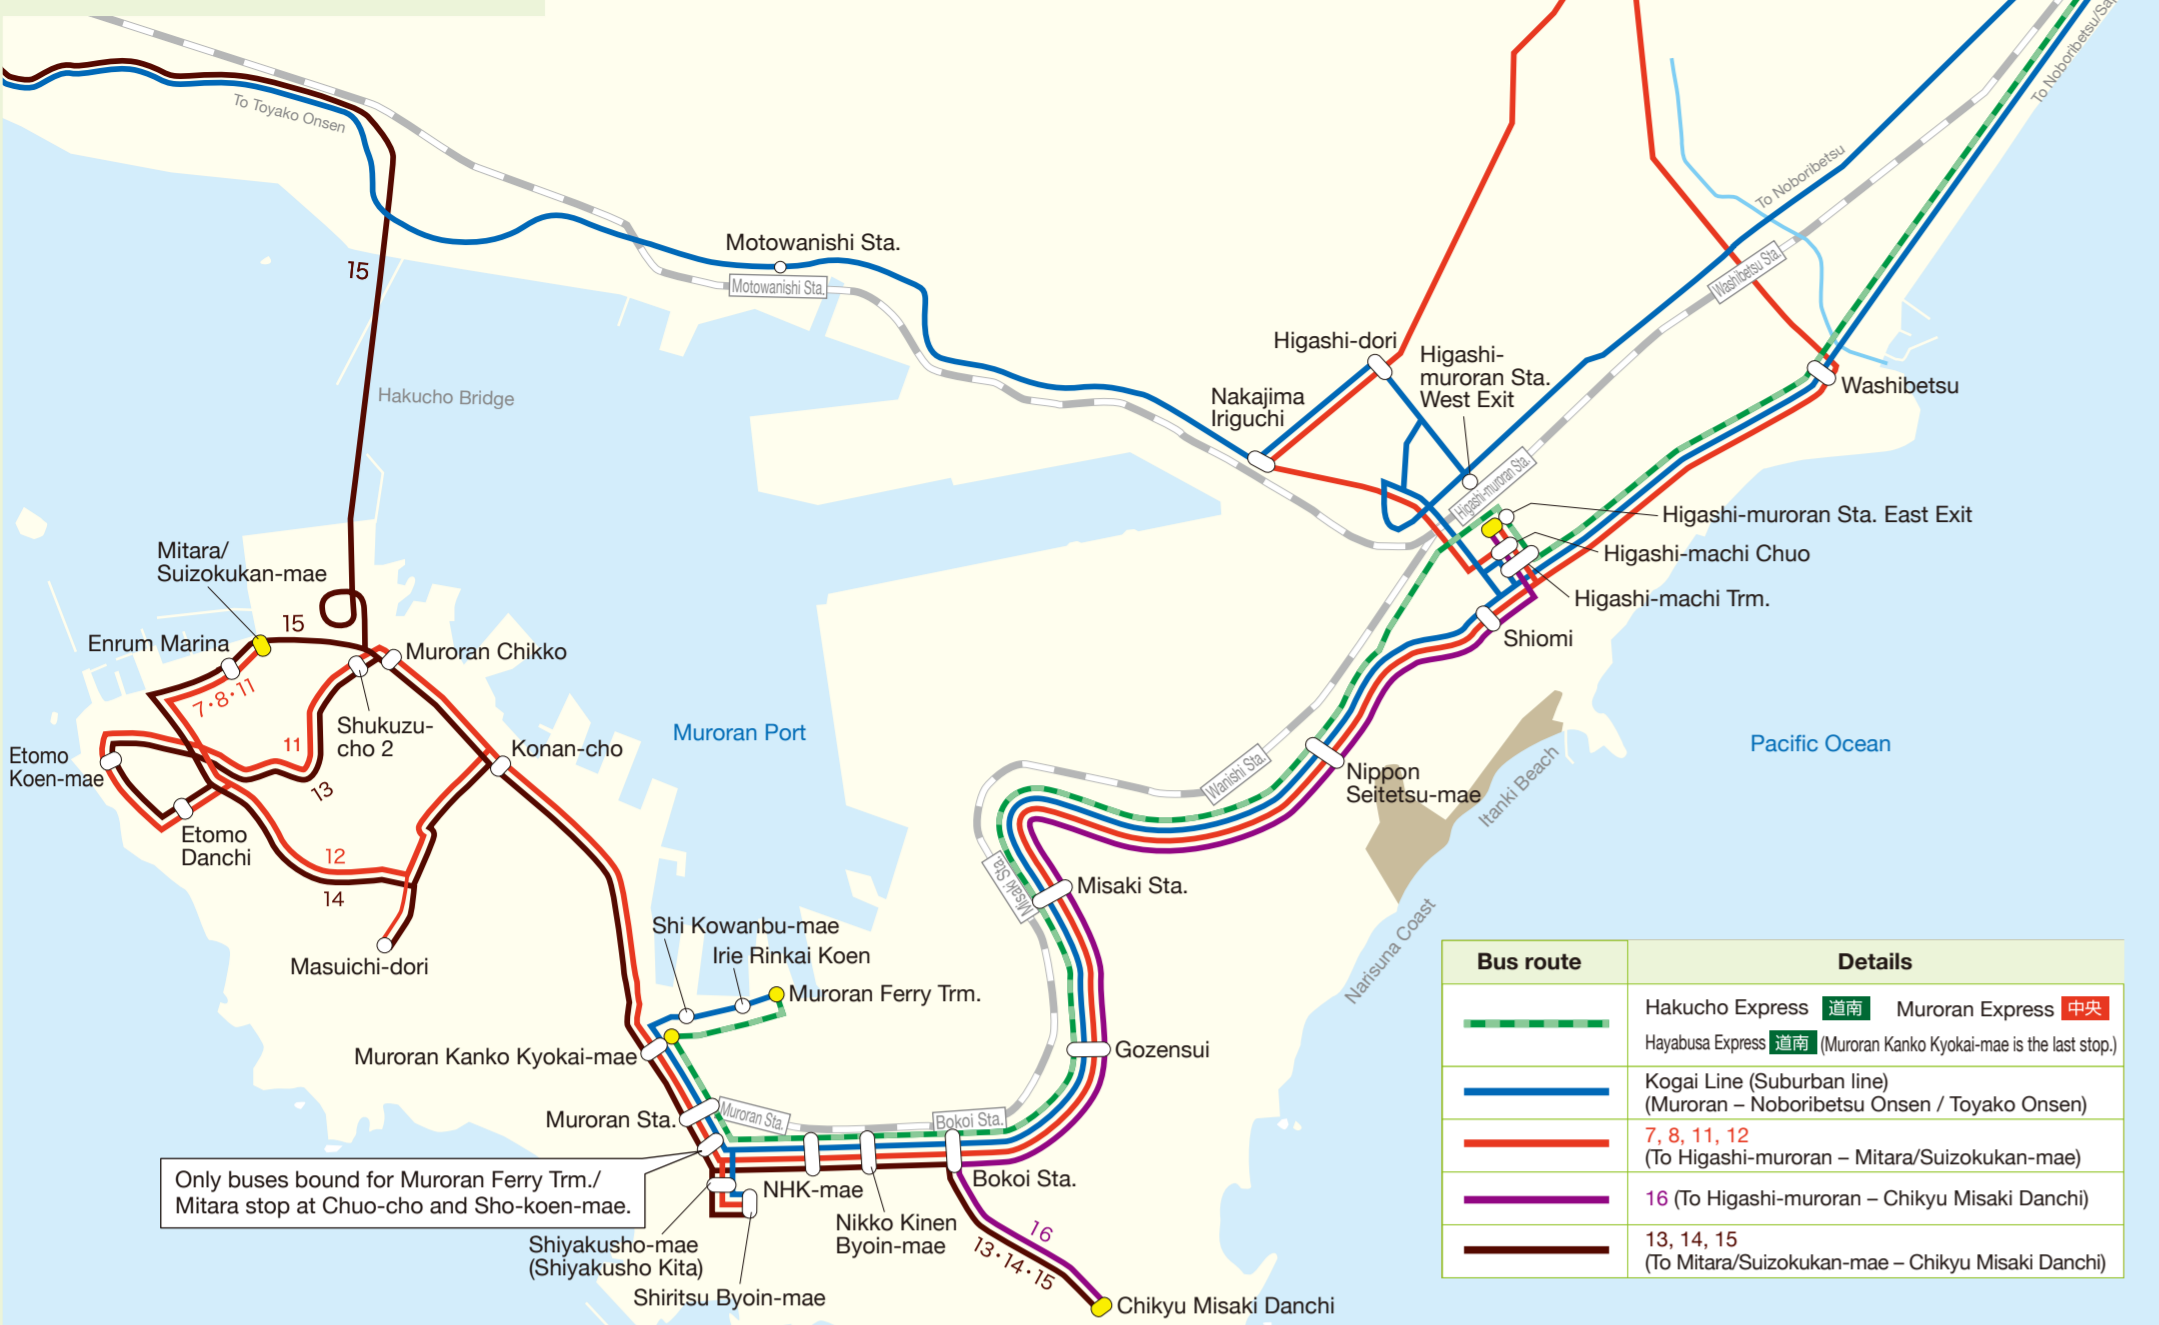 To Toyako Onsen
15
Hakucho Bridge
Motowanishi Sta.
Motowanishi Sta.
Higashi-dori
Nakajima
Iriguchi
Higashi-
muroran Sta.
West Exit
To Noboribetsu
Washibetsu Sta.
Washibetsu
Higashi-muroran Sta.
Higashi-muroran Sta. East Exit
Higashi-machi Chuo
Higashi-machi Trm.
Shiomi
Mitara/
Suizokukan-mae
15
Enrum Marina
7・8・11
Muroran Chikko
Shukuzu-
cho 2
11
13
Etomo
Koen-mae
Etomo
Danchi
12
14
Masuichi-dori
Konan-cho
Muroran Port
Pacific Ocean
Wanishi Sta.
Nippon
Seitetsu-mae
Itanki Beach
Narisuna Coast
Misaki Sta.
Misaki Sta.
Gozensui
Shi Kowanbu-mae
Irie Rinkai Koen
Muroran Ferry Trm.
Muroran Kanko Kyokai-mae
Muroran Sta.
Muroran Sta.
Bokoi Sta.
Bokoi Sta.
Only buses bound for Muroran Ferry Trm./
Mitara stop at Chuo-cho and Sho-koen-mae.
NHK-mae
Nikko Kinen
Byoin-mae
Shiyakusho-mae
(Shiyakusho Kita)
Shiritsu Byoin-mae
16
13・14・15
Chikyu Misaki Danchi
Bus route
Details
Hakucho Express 道南 Muroran Express 中央
Hayabusa Express 道南 (Muroran Kanko Kyokai-mae is the last stop.)
Kogai Line (Suburban line)
(Muroran – Noboribetsu Onsen / Toyako Onsen)
7, 8, 11, 12
(To Higashi-muroran – Mitara/Suizokukan-mae)
16 (To Higashi-muroran – Chikyu Misaki Danchi)
13, 14, 15
(To Mitara/Suizokukan-mae – Chikyu Misaki Danchi)
To Noboribetsu/